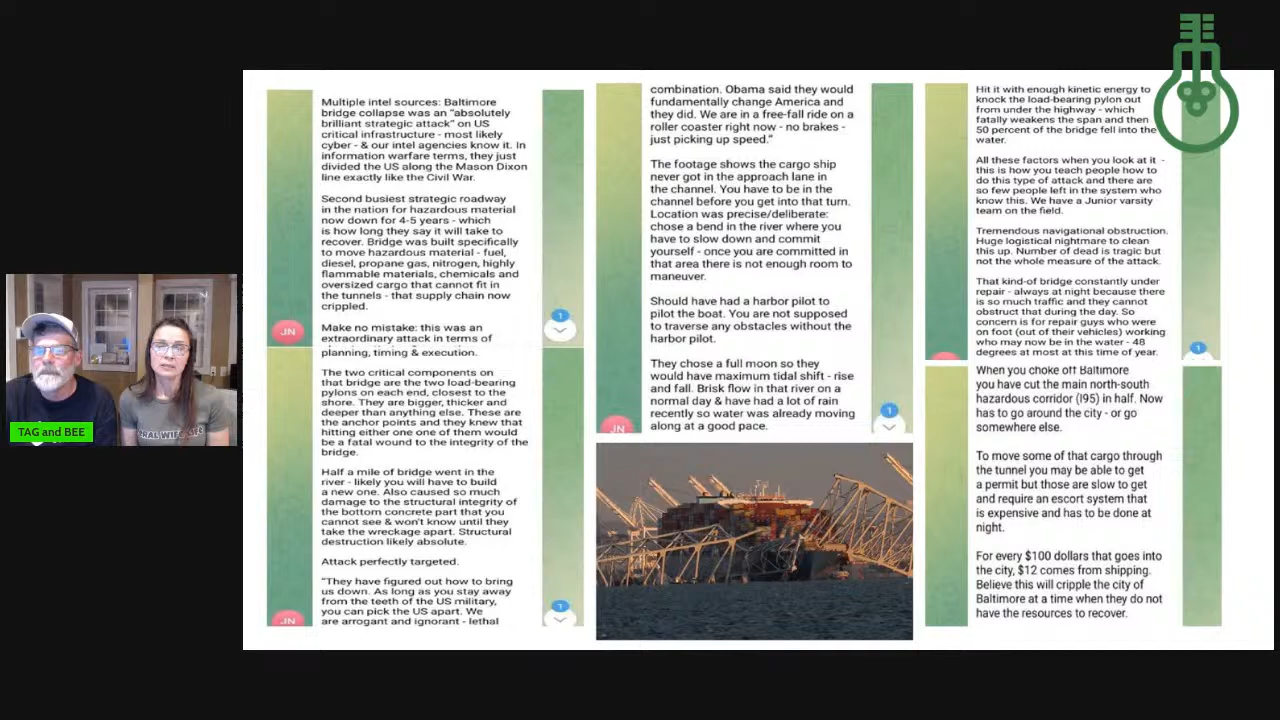 Multiple intel sources: Baltimore
bridge collapse was an "absolutely
brilliant strategic attack" on US
critical infrastructure - most likely
cyber - & our intel agencies know it. In
information warfare terms, they just
divided the US along the Mason Dixon
line exactly like the Civil War.
Second busiest strategic roadway
in the nation for hazardous material
now down for 4-5 years - which
is how long they say it will take to
recover. Bridge was built specifically
to move hazardous material - fuel,
diesel, propane gas, nitrogen, highly
flammable materials, chemicals and
oversized cargo that cannot fit in
the tunnels - that supply chain now
crippled.
Make no mistake: this was an
extraordinary attack in terms of
planning, timing & execution.
The two critical components on
that bridge are the two load-bearing
pylons on each end, closest to the
shore. They are bigger, thicker and
deeper than anything else. These are
the anchor points and they knew that
hitting either one one of them would
be a fatal wound to the integrity of the
bridge.
Half a mile of bridge went in the
river - likely you will have to build
a new one. Also caused so much
damage to the structural integrity of
the bottom concrete part that you
cannot see & won't know until they
take the wreckage apart. Structural
destruction likely absolute.
Attack perfectly targeted.
"They have figured out how to bring
us down. As long as you stay away
from the teeth of the US military,
you can pick the US apart. We
are arrogant and ignorant - lethal
JN
1
JN
1
combination. Obama said they would
fundamentally change America and
they did. We are in a free-fall ride on a
roller coaster right now - no brakes -
just picking up speed."
The footage shows the cargo ship
never got in the approach lane in
the channel. You have to be in the
channel before you get into that turn.
Location was precise/deliberate:
chose a bend in the river where you
have to slow down and commit
yourself - once you are committed in
that area there is not enough room to
maneuver.
Should have had a harbor pilot to
pilot the boat. You are not supposed
to traverse any obstacles without the
harbor pilot.
They chose a full moon so they
would have maximum tidal shift - rise
and fall. Brisk flow in that river on a
normal day & have had a lot of rain
recently so water was already moving
along at a good pace.
JN
1
Hit it with enough kinetic energy to
knock the load-bearing pylon out
from under the highway - which
fatally weakens the span and then
50 percent of the bridge fell into the
water.
All these factors when you look at it -
this is how you teach people how to
do this type of attack and there are
so few people left in the system who
know this. We have a Junior varsity
team on the field.
Tremendous navigational obstruction.
Huge logistical nightmare to clean
this up. Number of dead is tragic but
not the whole measure of the attack.
That kind-of bridge constantly under
repair - always at night because there
is so much traffic and they cannot
obstruct that during the day. So
concern is for repair guys who were
on foot (out of their vehicles) working
who may now be in the water - 48
degrees at most at this time of year.
1
When you choke off Baltimore
you have cut the main north-south
hazardous corridor (I95) in half. Now
has to go around the city - or go
somewhere else.
To move some of that cargo through
the tunnel you may be able to get
a permit but those are slow to get
and require an escort system that
is expensive and has to be done at
night.
For every $100 dollars that goes into
the city, $12 comes from shipping.
Believe this will cripple the city of
Baltimore at a time when they do not
have the resources to recover.
TAG and BEE